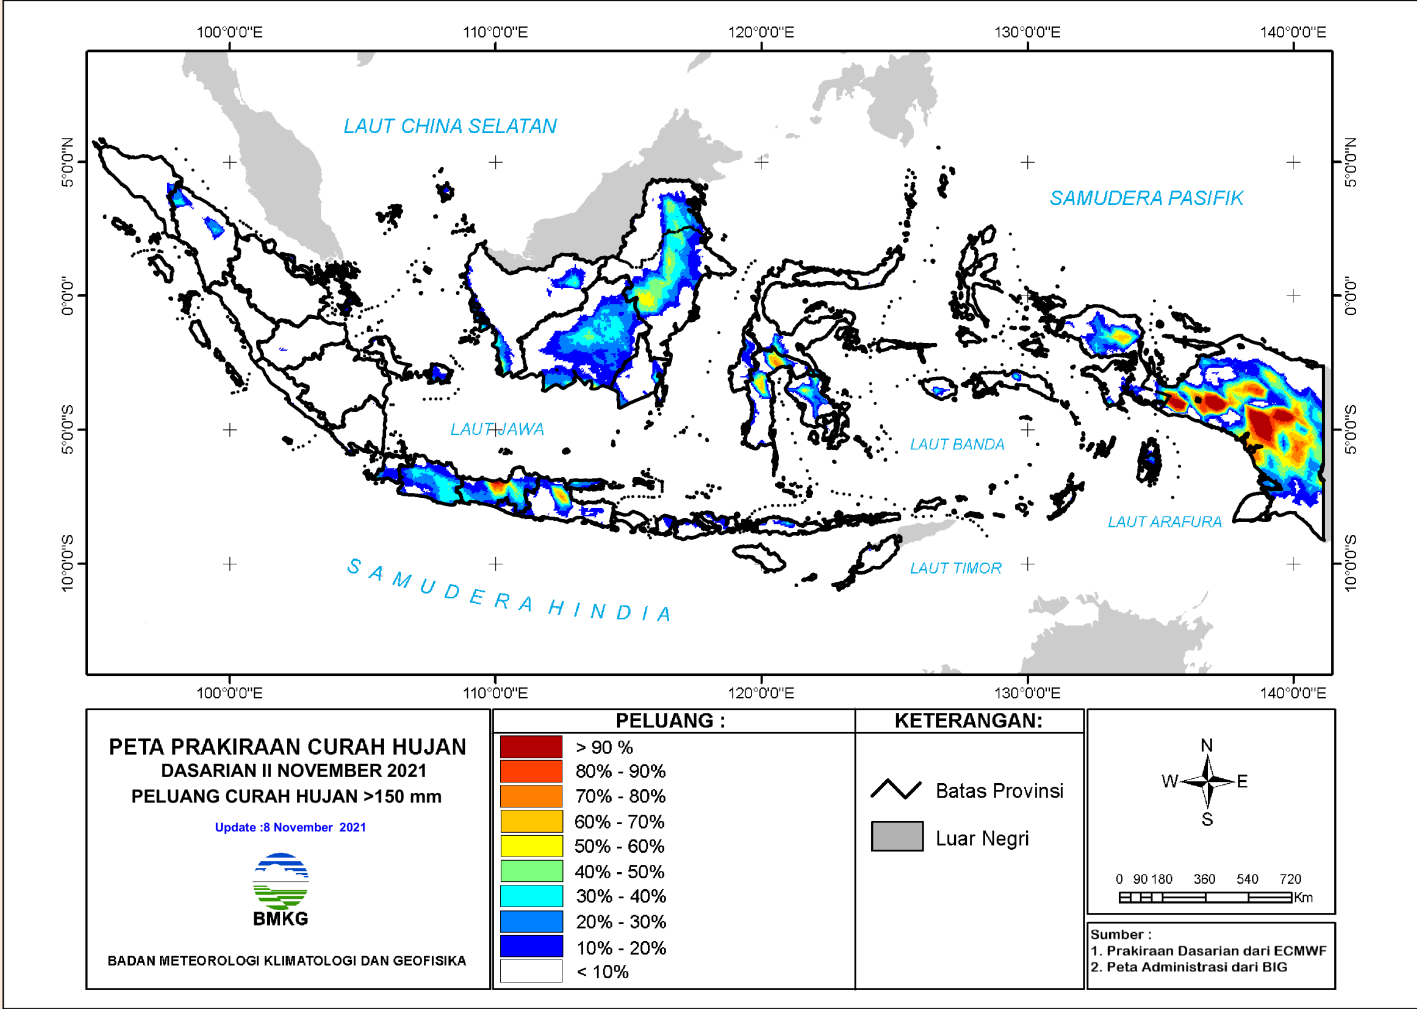 100°0'0"E 110°0'0"E 120°0'0"E 130°0'0"E 140°0'0"E
LAUT CHINA SELATAN
5°0'0"N 5°0'0"N
SAMUDERA PASIFIK
0°0'0" 0°0'0"
LAUT JAWA
5°0'0"S 5°0'0"S
LAUT BANDA
LAUT ARAFURA
10°0'0"S 10°0'0"S
LAUT TIMOR
SAMUDERA HINDIA
100°0'0"E 110°0'0"E 120°0'0"E 130°0'0"E 140°0'0"E
PETA PRAKIRAAN CURAH HUJAN
DASARIAN II NOVEMBER 2021
PELUANG CURAH HUJAN >150 mm
Update :8 November 2021
BMKG
BADAN METEOROLOGI KLIMATOLOGI DAN GEOFISIKA
PELUANG :
> 90 %
80% - 90%
70% - 80%
60% - 70%
50% - 60%
40% - 50%
30% - 40%
20% - 30%
10% - 20%
< 10%
KETERANGAN:
Batas Provinsi
Luar Negri
N
W E
S
0 90 180 360 540 720
Km
Sumber :
1. Prakiraan Dasarian dari ECMWF
2. Peta Administrasi dari BIG